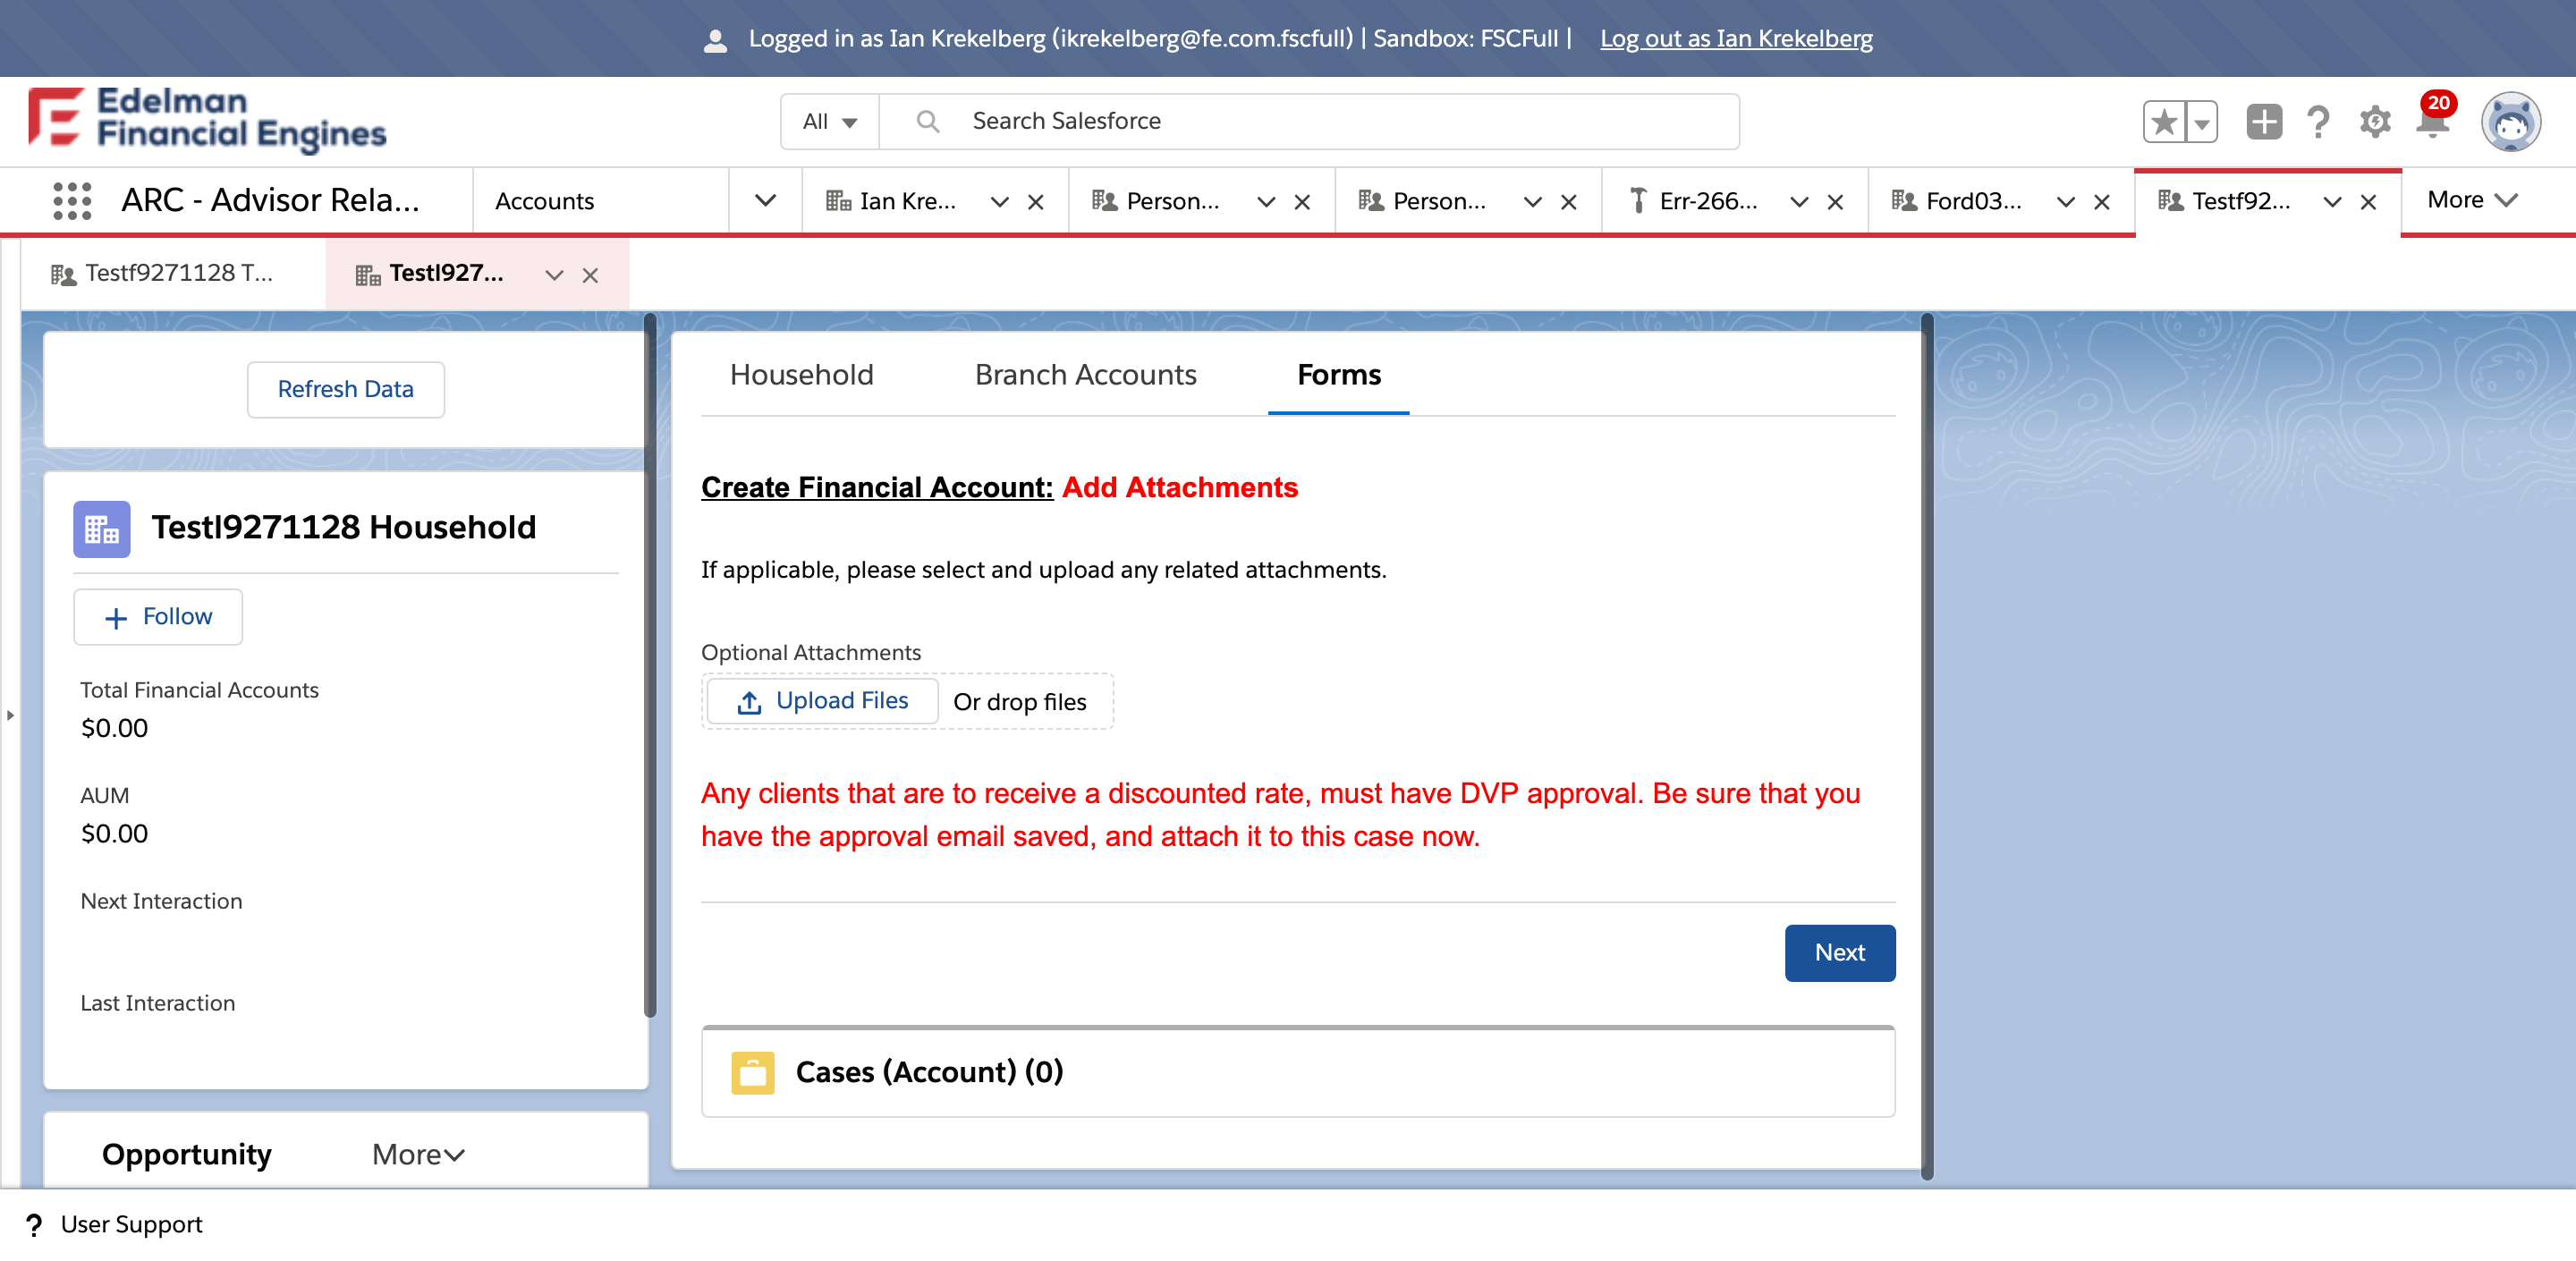 Logged in as Ian Krekelberg (ikrekelberg@fe.com.fscfull) | Sandbox: FSCFull | Log out as Ian Krekelberg
Edelman
Financial Engines
All
Search Salesforce
20
ARC - Advisor Rela...
Accounts
Ian Kre...
Person...
Person...
Err-266...
Ford03...
Testf92...
More
Testf9271128 T...
Testl927...
Refresh Data
Testl9271128 Household
Follow
Total Financial Accounts
$0.00
AUM
$0.00
Next Interaction
Last Interaction
Opportunity
More
Household
Branch Accounts
Forms
Create Financial Account: Add Attachments
If applicable, please select and upload any related attachments.
Optional Attachments
Upload Files
Or drop files
Any clients that are to receive a discounted rate, must have DVP approval. Be sure that you
have the approval email saved, and attach it to this case now.
Next
Cases (Account) (0)
? User Support